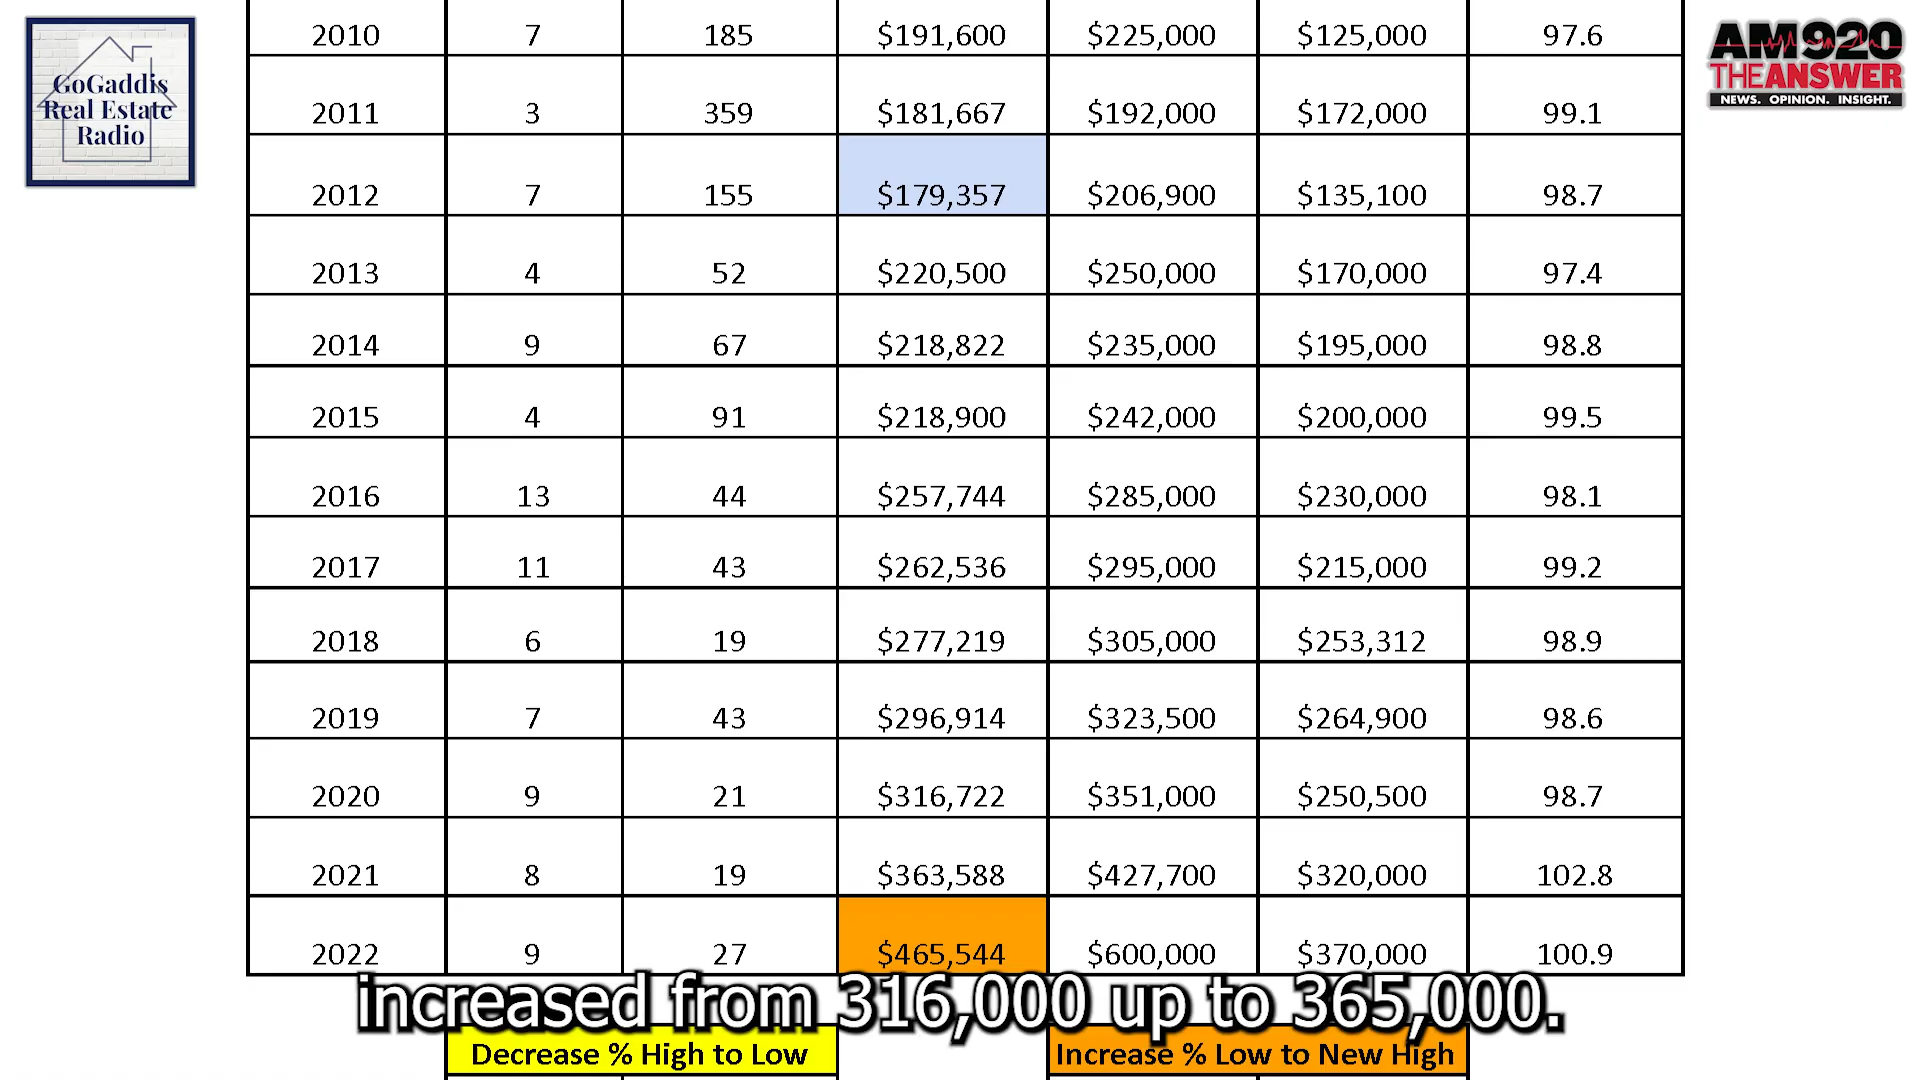 GoGaddis
Real Estate
Radio
AM920
THEANSWER
NEWS. OPINION. INSIGHT.
2010 7 185 $191,600 $225,000 $125,000 97.6
2011 3 359 $181,667 $192,000 $172,000 99.1
2012 7 155 $179,357 $206,900 $135,100 98.7
2013 4 52 $220,500 $250,000 $170,000 97.4
2014 9 67 $218,822 $235,000 $195,000 98.8
2015 4 91 $218,900 $242,000 $200,000 99.5
2016 13 44 $257,744 $285,000 $230,000 98.1
2017 11 43 $262,536 $295,000 $215,000 99.2
2018 6 19 $277,219 $305,000 $253,312 98.9
2019 7 43 $296,914 $323,500 $264,900 98.6
2020 9 21 $316,722 $351,000 $250,500 98.7
2021 8 19 $363,588 $427,700 $320,000 102.8
2022 9 27 $465,544 $600,000 $370,000 100.9
increased from 316,000 up to 365,000.
Decrease % High to Low Increase % Low to New High